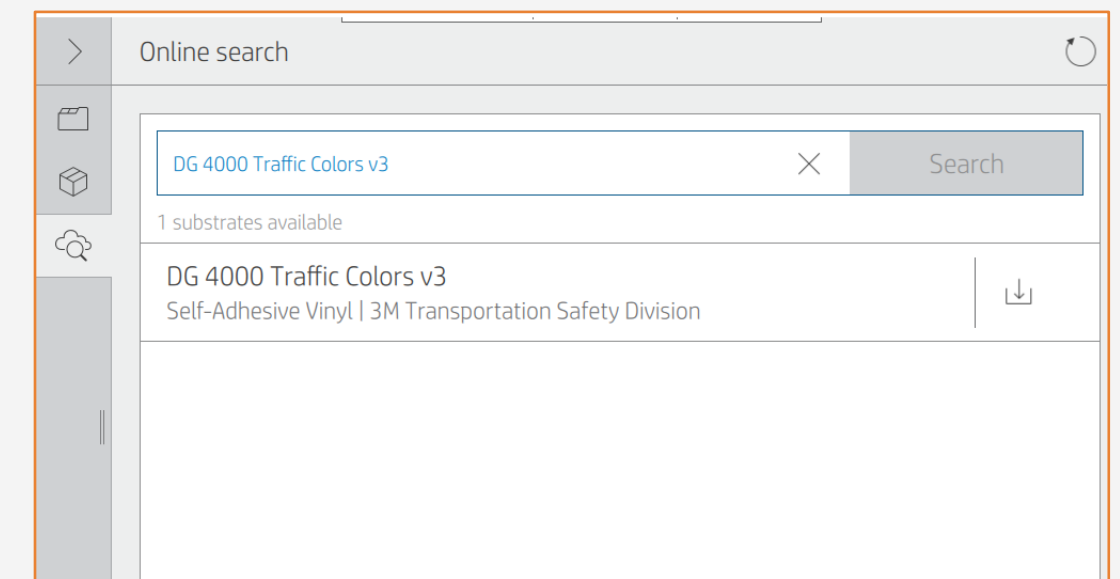 Online search
DG 4000 Traffic Colors v3
Search
1 substrates available
DG 4000 Traffic Colors v3
Self-Adhesive Vinyl | 3M Transportation Safety Division